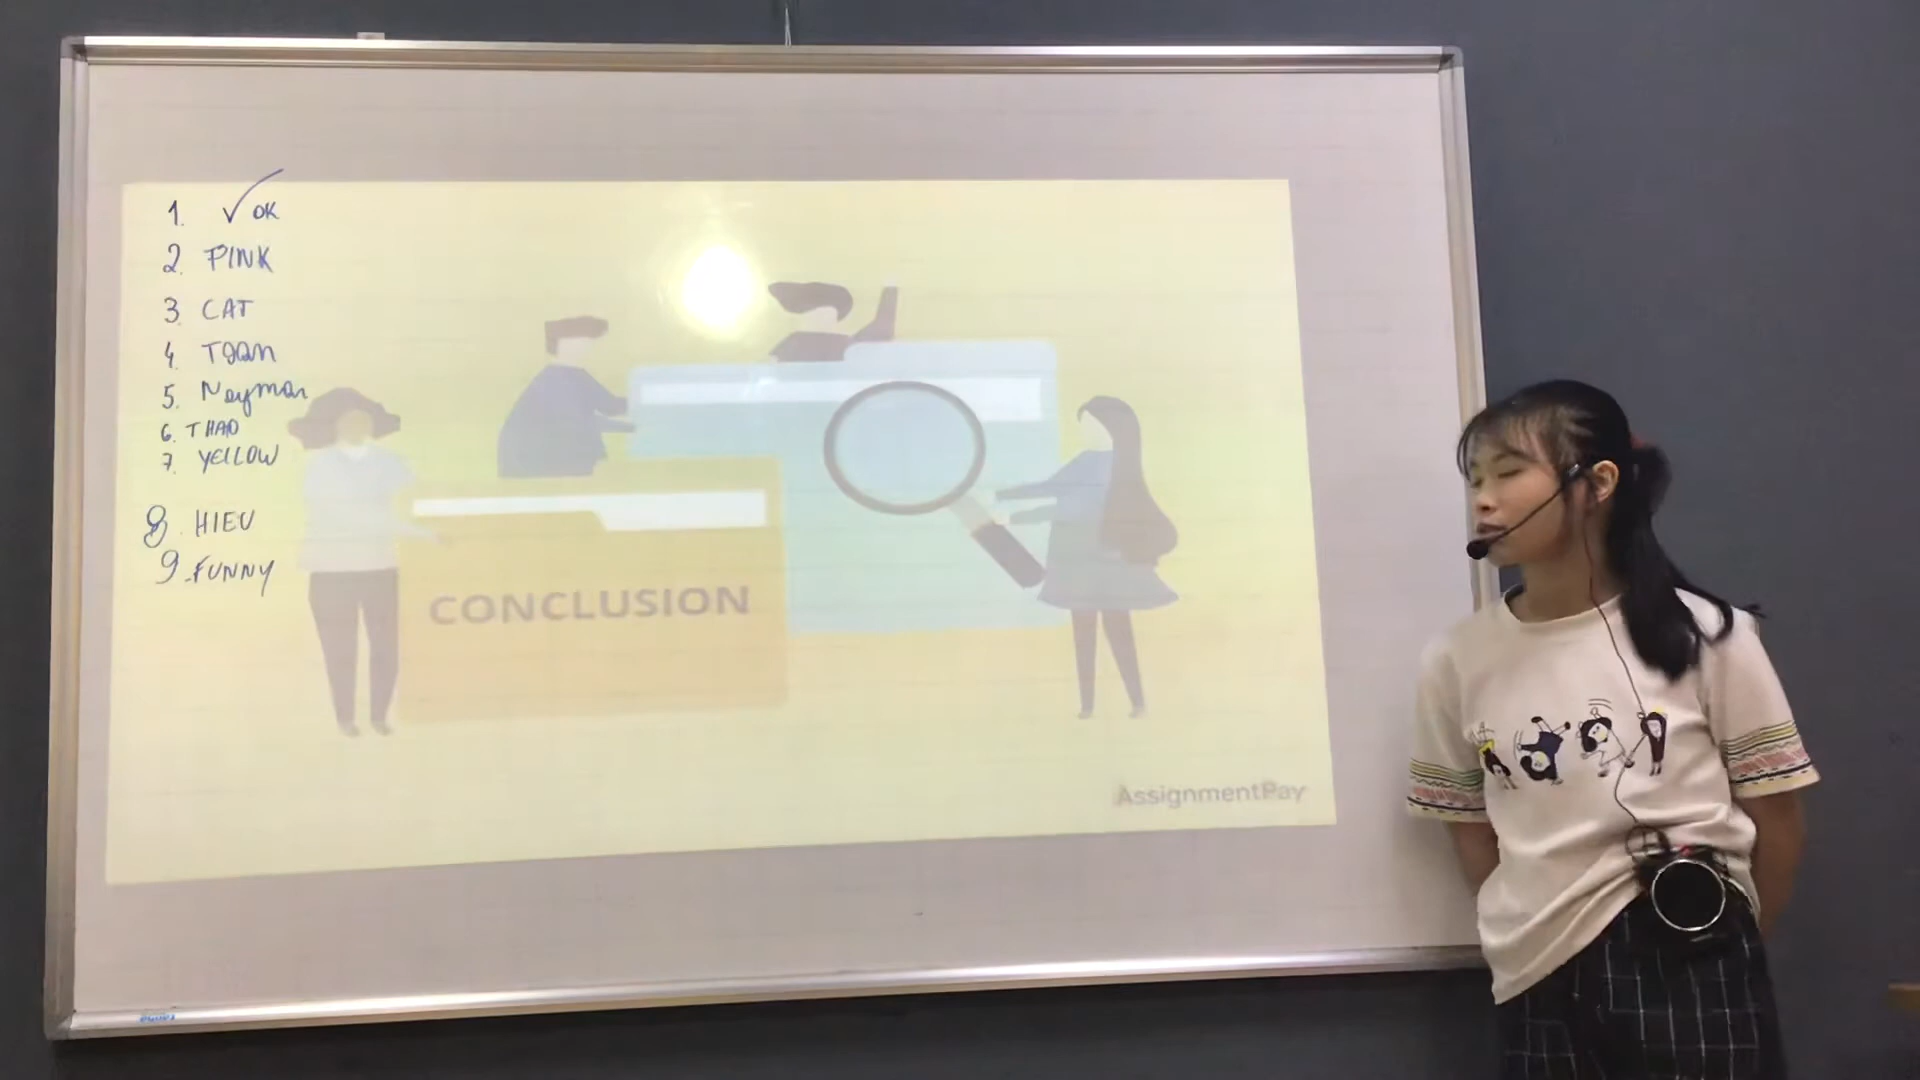 1. ✓ OK
2. PINK
3. CAT
4. TOAN
5. Neymar
6. THAO
7. YELLOW
8. HIEU
9. FUNNY
CONCLUSION
AssignmentPay